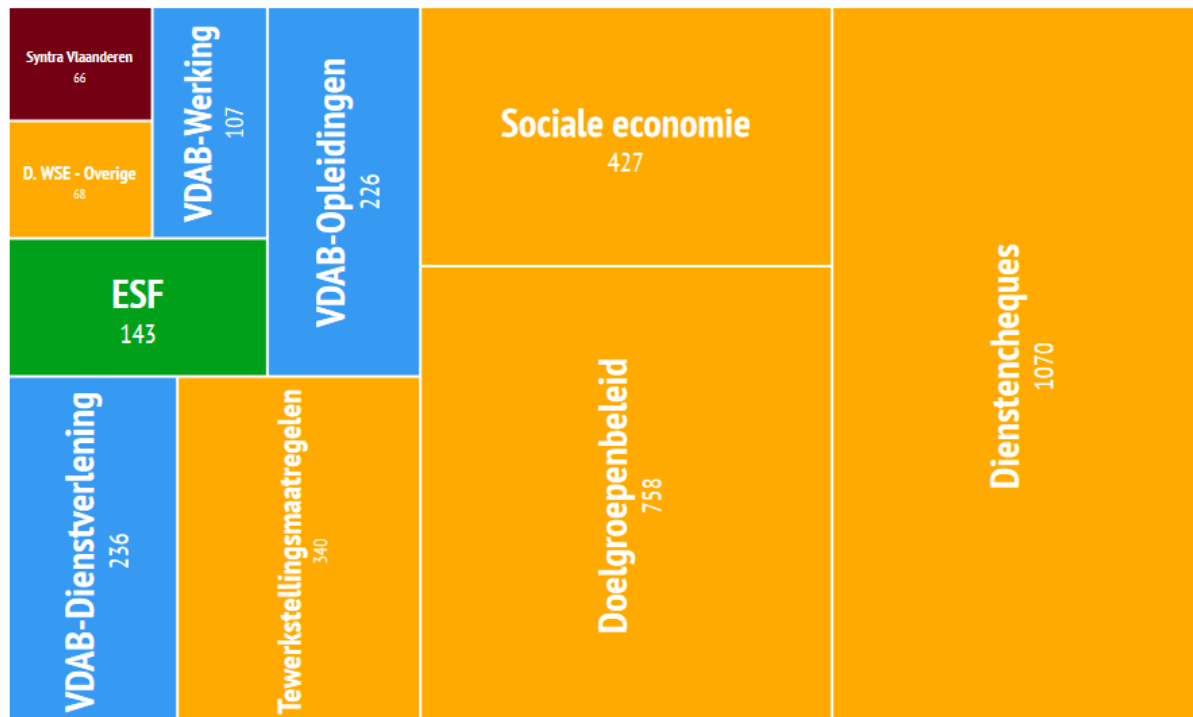 Syntra Vlaanderen
66
D. WSE - Overige
68
VDAB-Werking
107
VDAB-Opleidingen
226
ESF
143
VDAB-Dienstverlening
236
Tewerkstellingsmaatregelen
340
Sociale economie
427
Doelgroepenbeleid
758
Dienstencheques
1070